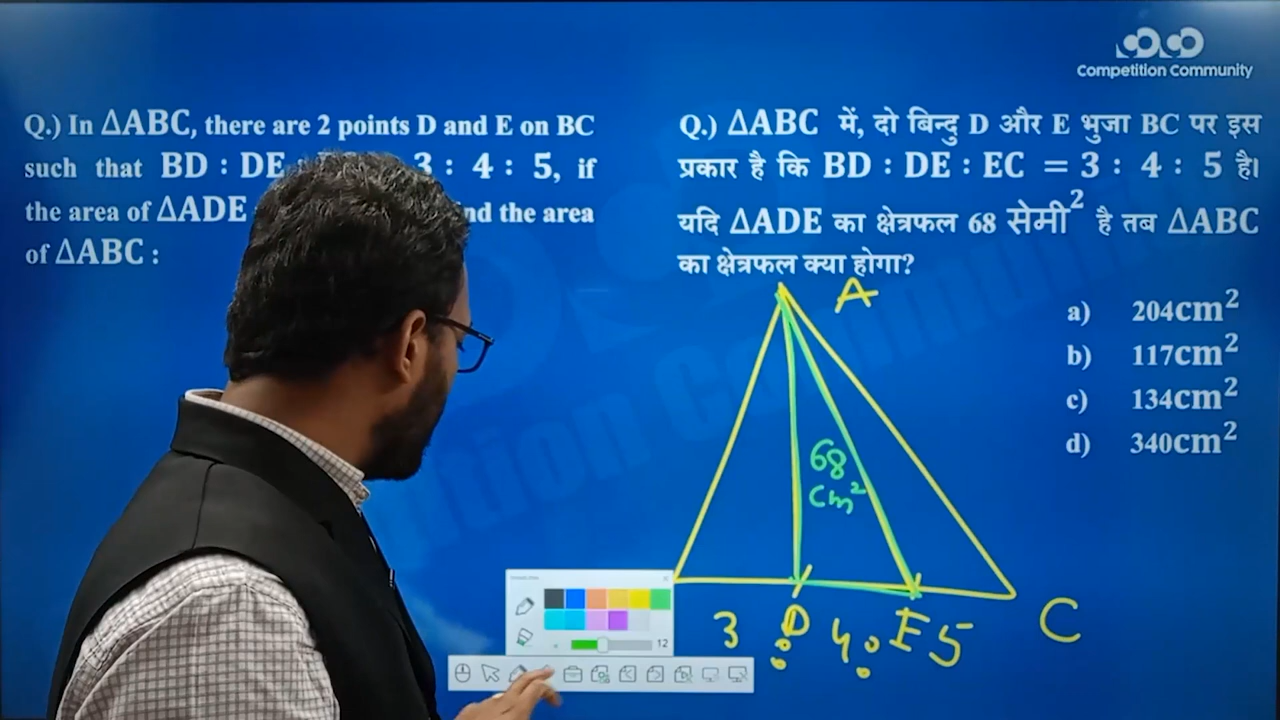 Competition Community
Q.) In ΔABC, there are 2 points D and E on BC
such that BD : DE 3 : 4 : 5, if
the area of ΔADE the area
of ΔABC :
Q.) ΔABC में, दो बिन्दु D और E भुजा BC पर इस
प्रकार है कि BD : DE : EC = 3 : 4 : 5 है।
यदि ΔADE का क्षेत्रफल 68 सेमी² है तब ΔABC
का क्षेत्रफल क्या होगा?
a) 204cm²
b) 117cm²
c) 134cm²
d) 340cm²
A
68
cm²
3 D 4 E 5 C
12